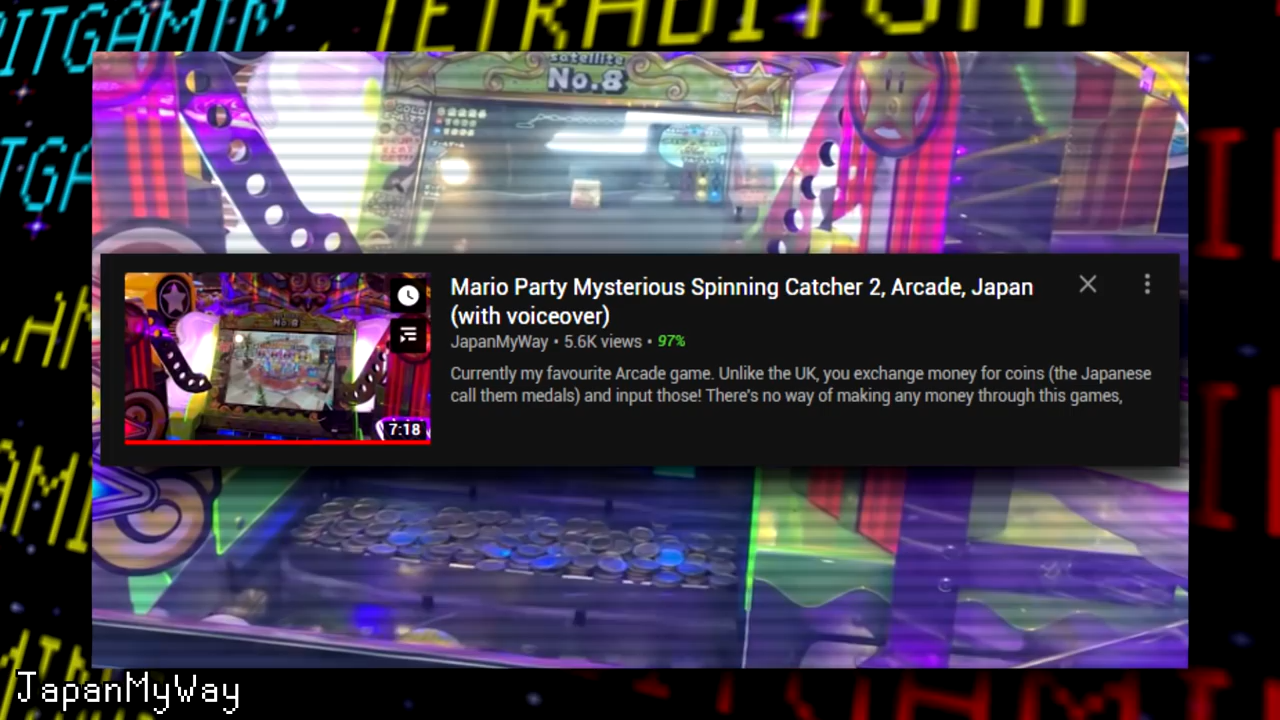 satellite
No.8
Mario Party Mysterious Spinning Catcher 2, Arcade, Japan
(with voiceover)
JapanMyWay • 5.6K views • 97%
Currently my favourite Arcade game. Unlike the UK, you exchange money for coins (the Japanese
call them medals) and input those! There's no way of making any money through this games,
7:18
JapanMyWay